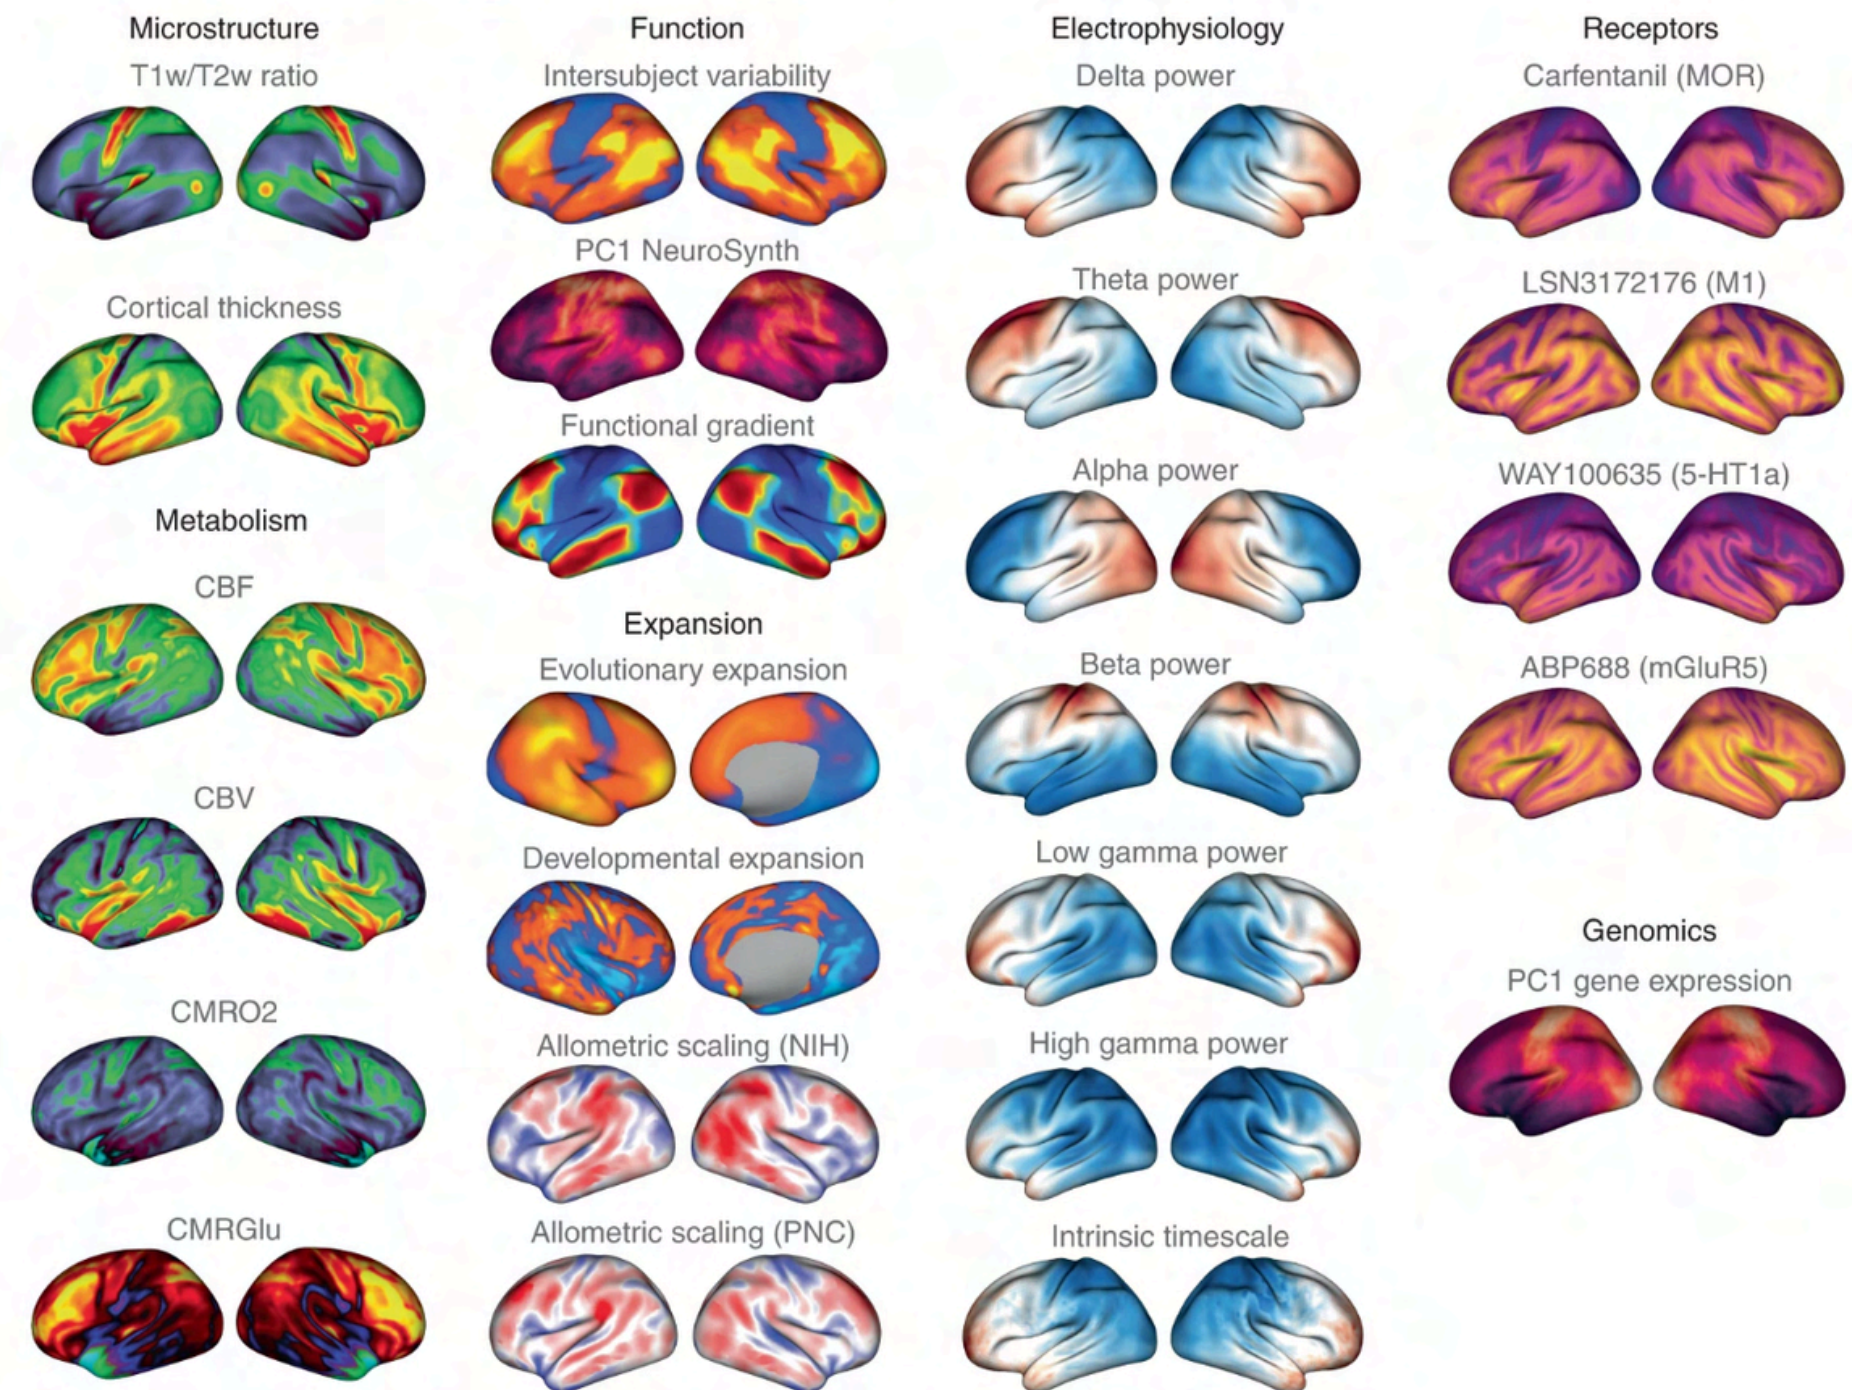 Microstructure
T1w/T2w ratio
Cortical thickness
Metabolism
CBF
CBV
CMRO2
CMRGlu
Function
Intersubject variability
PC1 NeuroSynth
Functional gradient
Expansion
Evolutionary expansion
Developmental expansion
Allometric scaling (NIH)
Allometric scaling (PNC)
Electrophysiology
Delta power
Theta power
Alpha power
Beta power
Low gamma power
High gamma power
Intrinsic timescale
Receptors
Carfentanil (MOR)
LSN3172176 (M1)
WAY100635 (5-HT1a)
ABP688 (mGluR5)
Genomics
PC1 gene expression